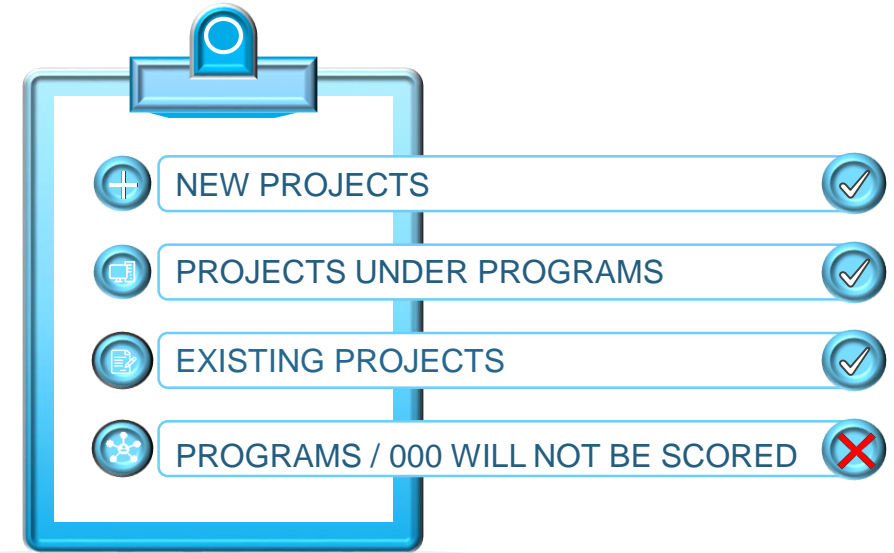 NEW PROJECTS
PROJECTS UNDER PROGRAMS
EXISTING PROJECTS
PROGRAMS / 000 WILL NOT BE SCORED